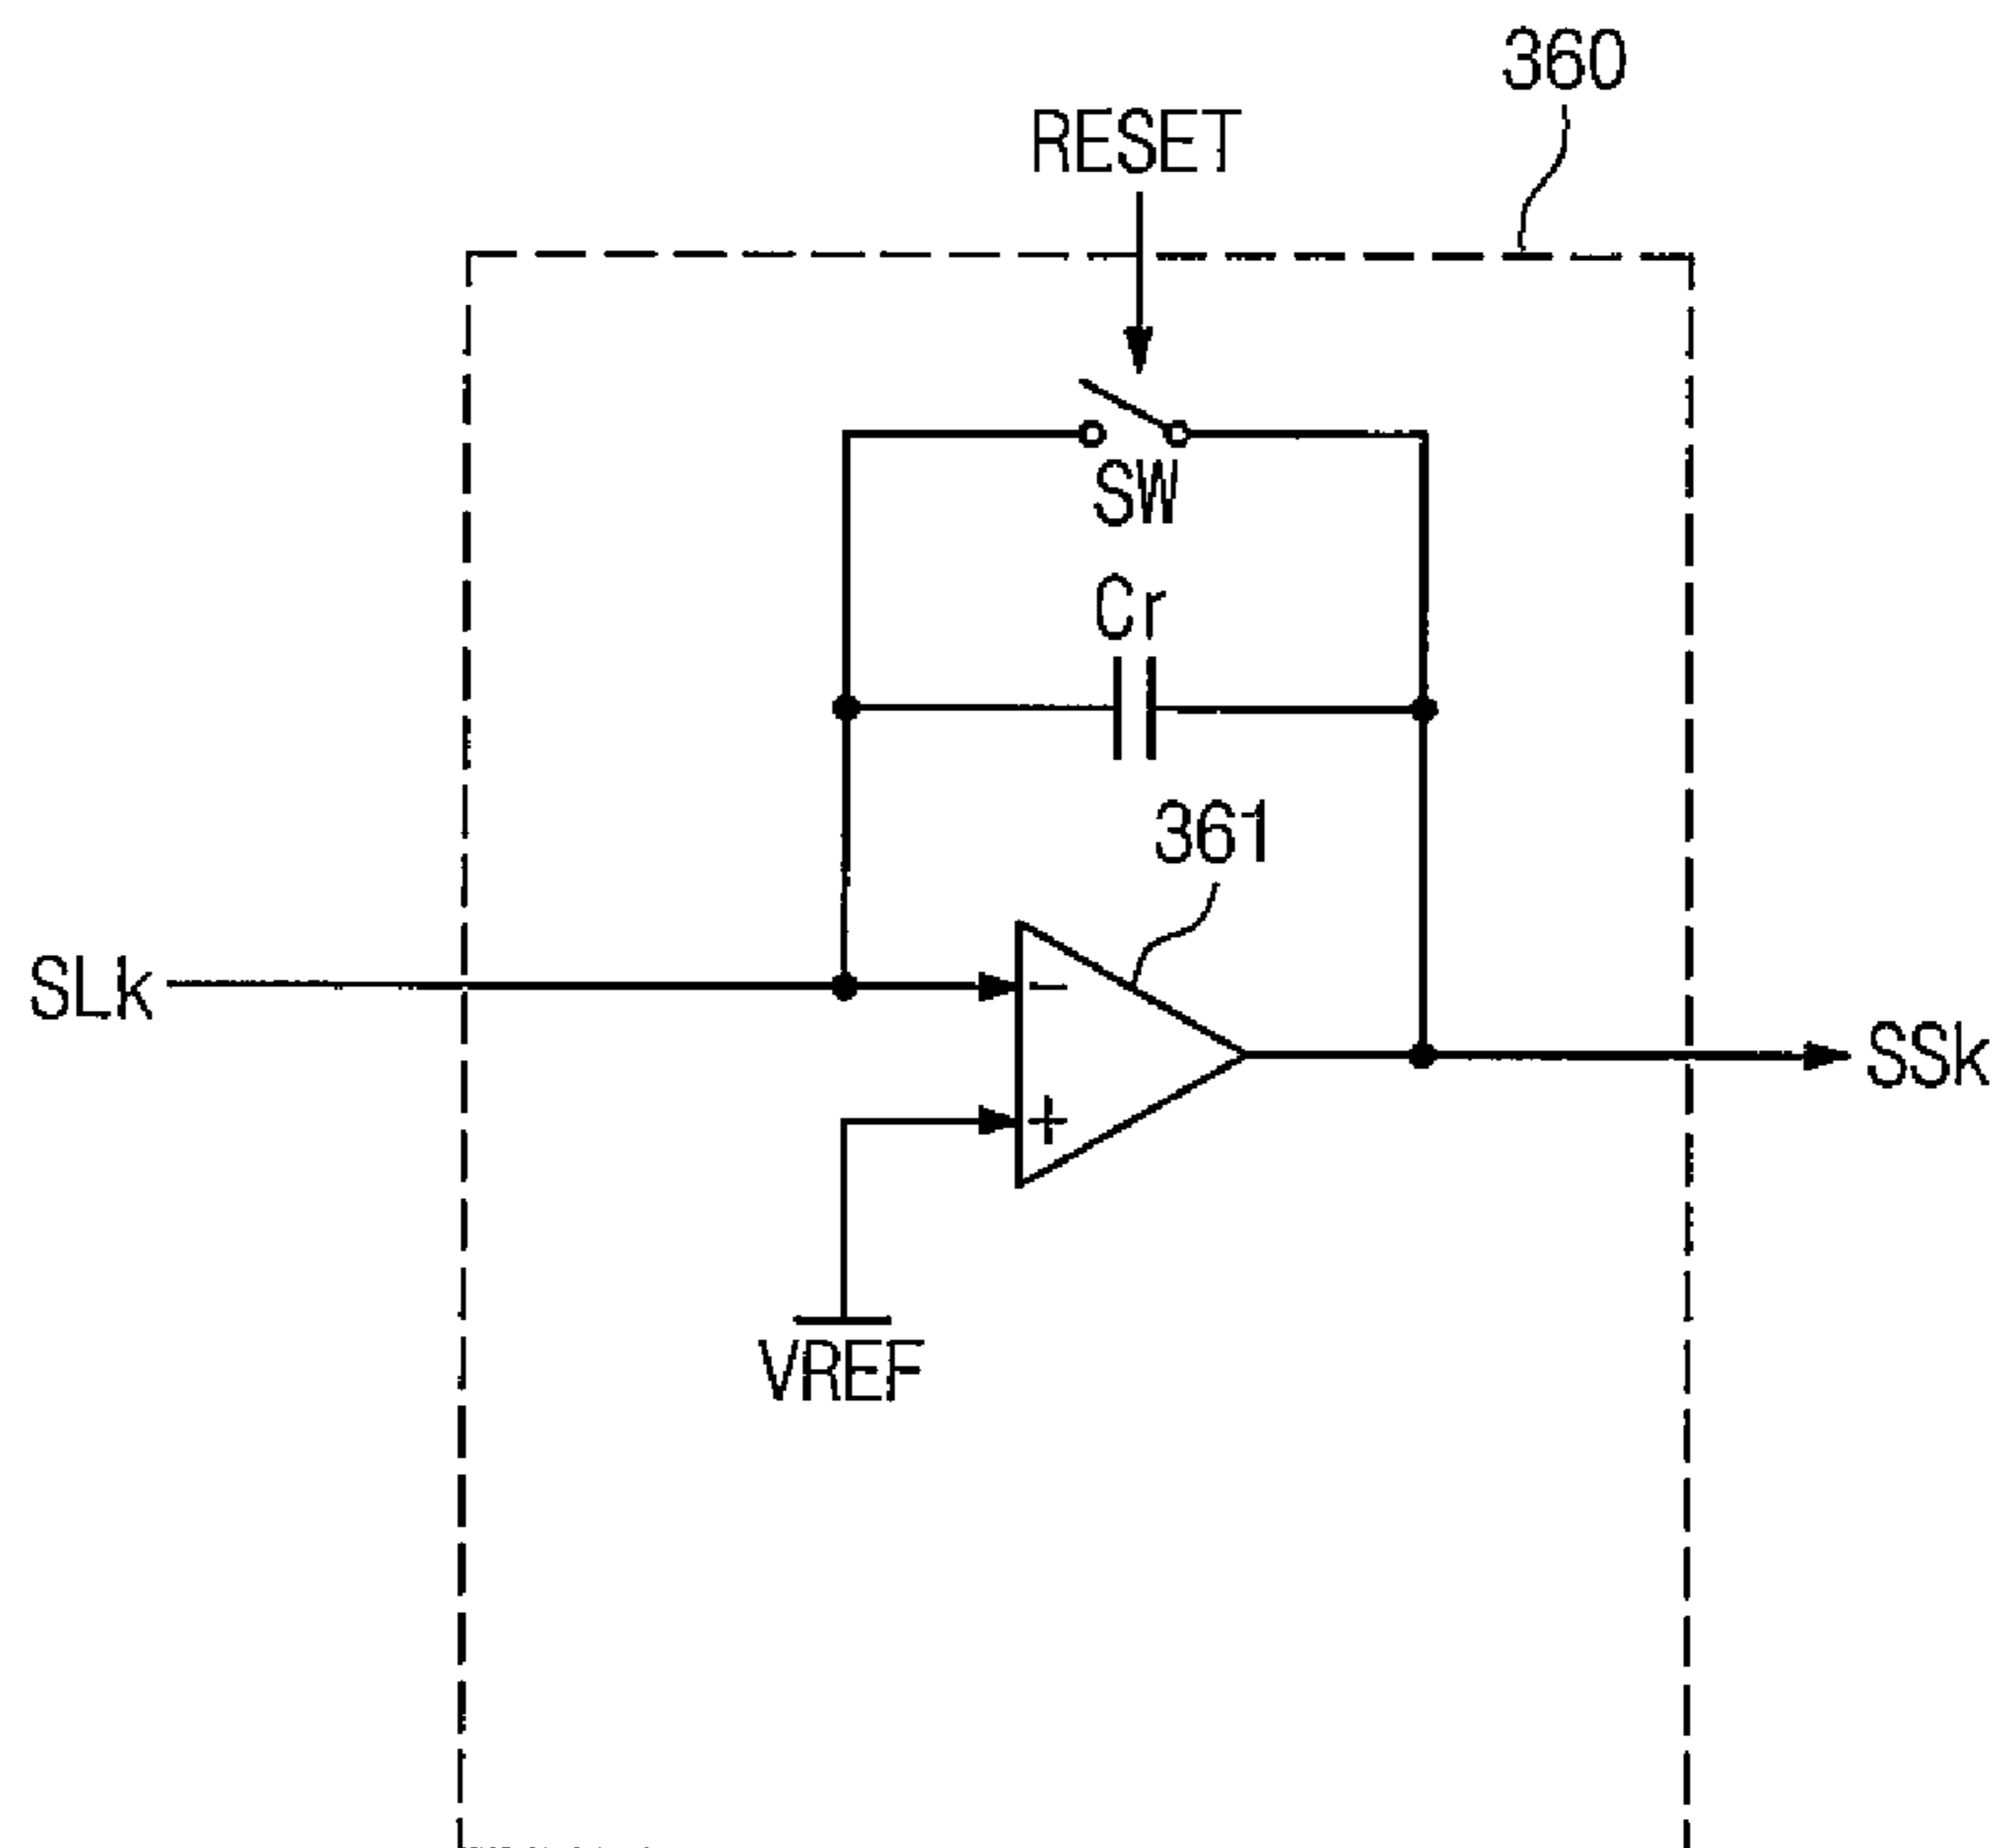 360
RESET
SW
Cr
361
SLk
-
SSk
+
VREF